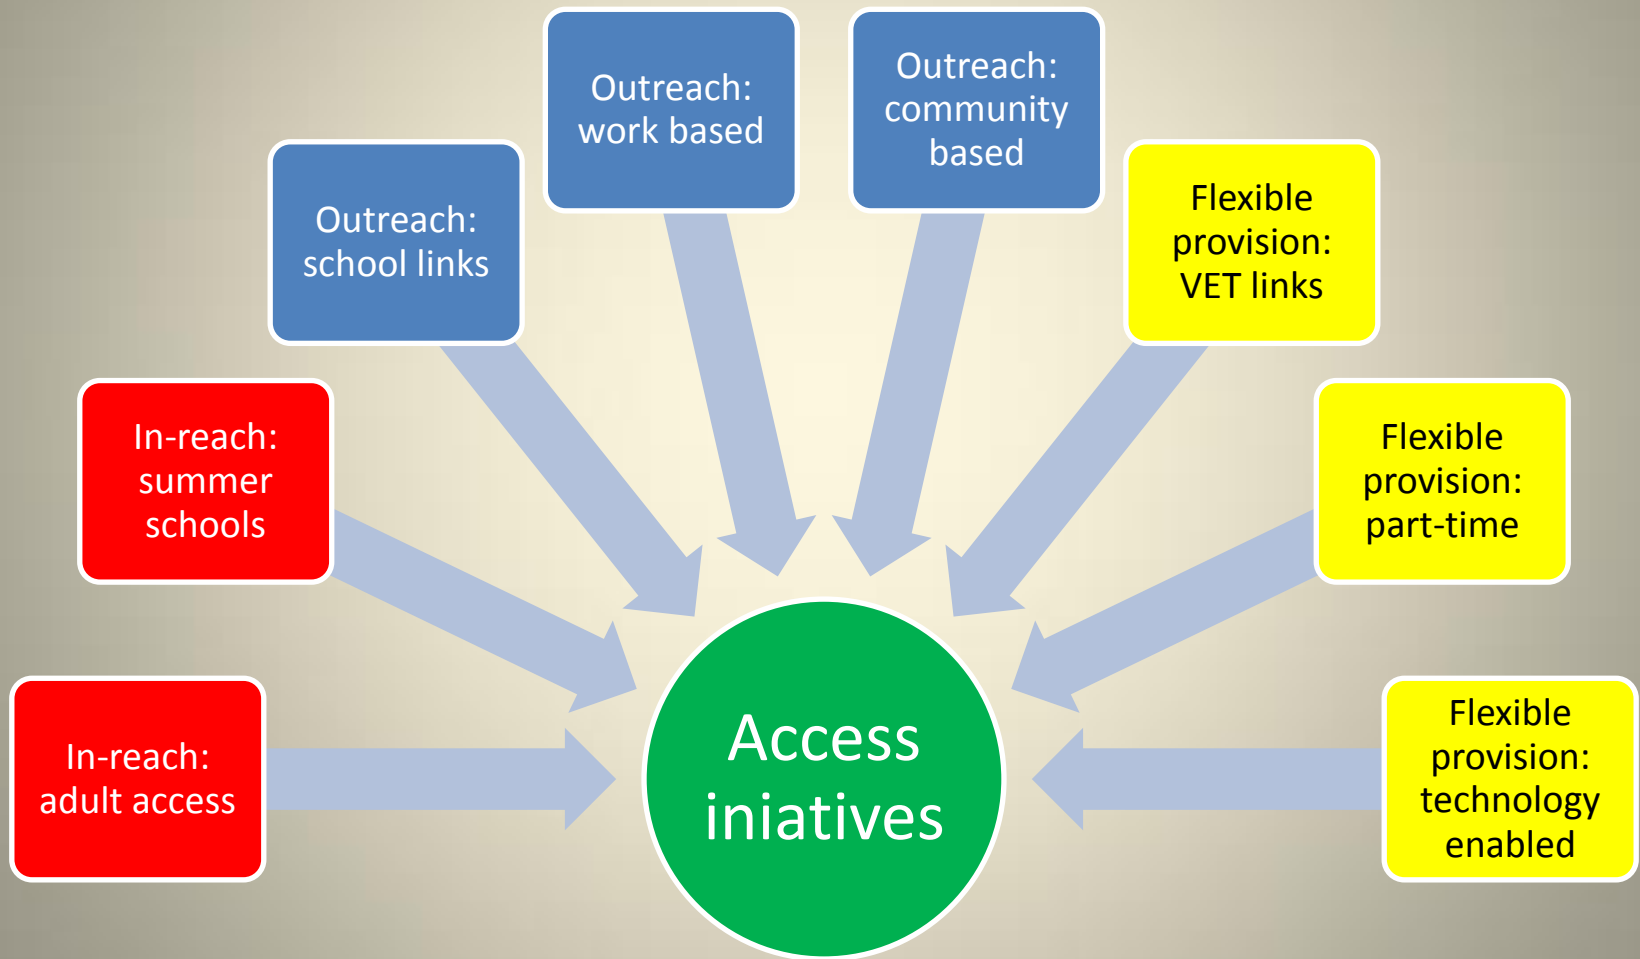 In-reach:
adult access
In-reach:
summer
schools
Outreach:
school links
Outreach:
work based
Outreach:
community
based
Flexible
provision:
VET links
Flexible
provision:
part-time
Flexible
provision:
technology
enabled
Access
iniatives